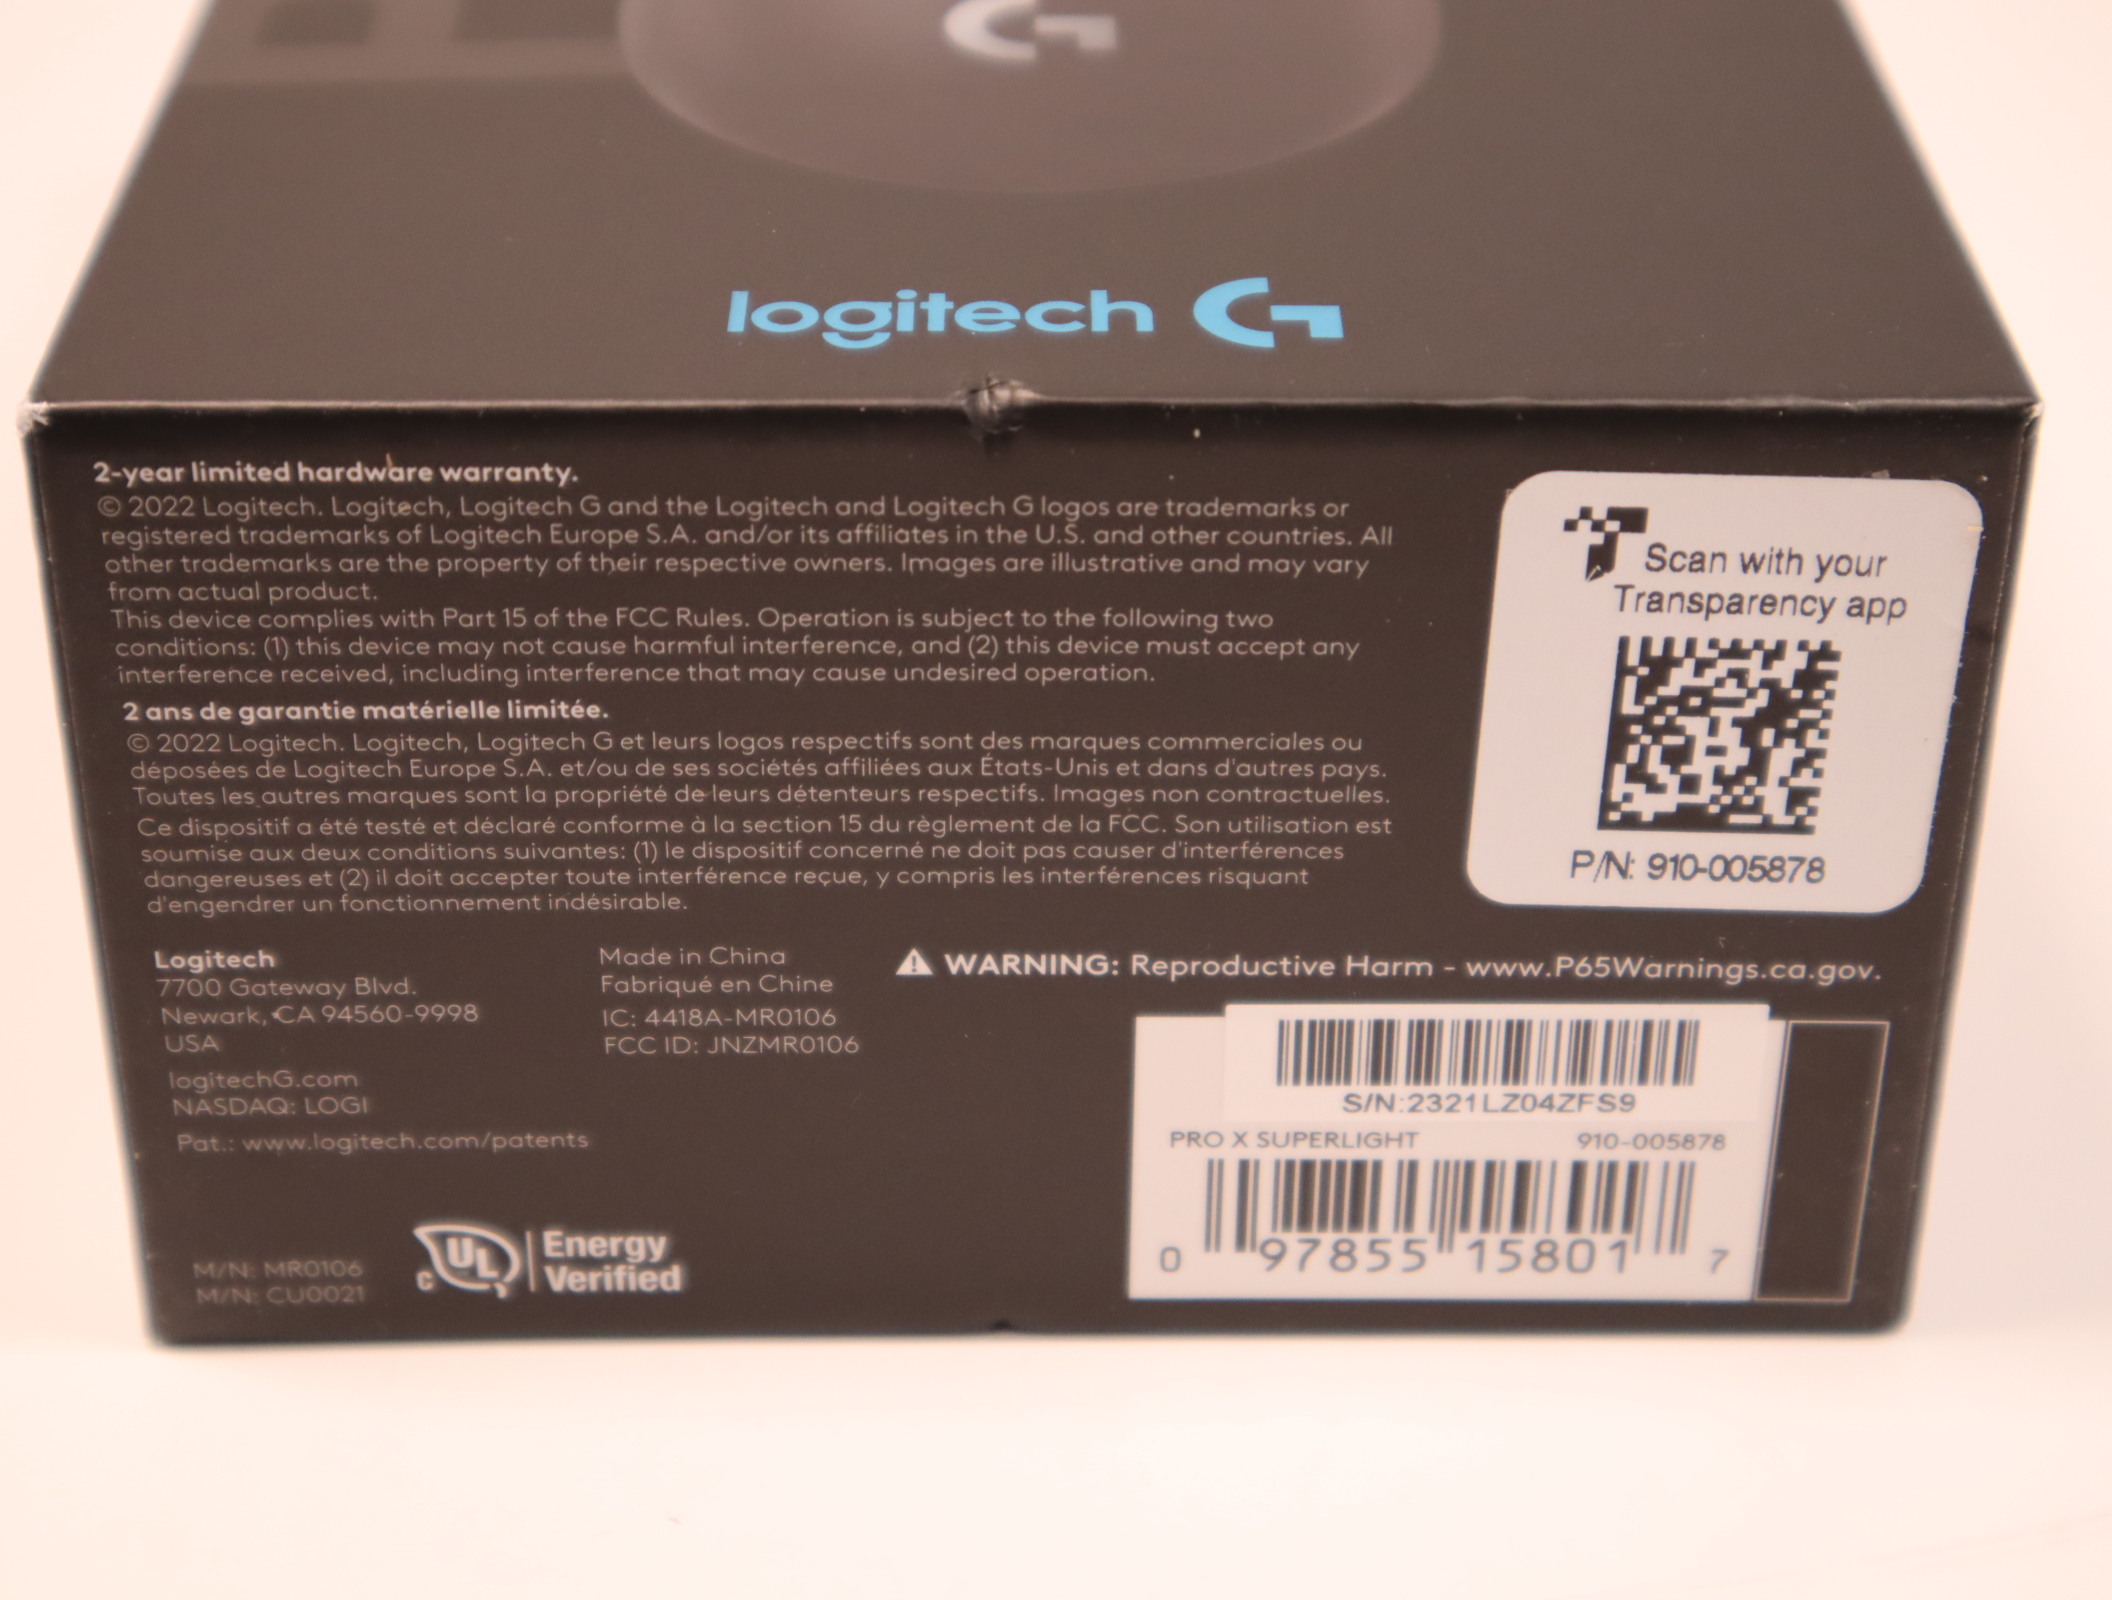 logitech G
2-year limited hardware warranty.
© 2022 Logitech. Logitech, Logitech G and the Logitech and Logitech G logos are trademarks or
registered trademarks of Logitech Europe S.A. and/or its affiliates in the U.S. and other countries. All
other trademarks are the property of their respective owners. Images are illustrative and may vary
from actual product.
This device complies with Part 15 of the FCC Rules. Operation is subject to the following two
conditions: (1) this device may not cause harmful interference, and (2) this device must accept any
interference received, including interference that may cause undesired operation.
2 ans de garantie matérielle limitée.
© 2022 Logitech. Logitech, Logitech G et leurs logos respectifs sont des marques commerciales ou
déposées de Logitech Europe S.A. et/ou de ses sociétés affiliées aux États-Unis et dans d'autres pays.
Toutes les autres marques sont la propriété de leurs détenteurs respectifs. Images non contractuelles.
Ce dispositif a été testé et déclaré conforme à la section 15 du règlement de la FCC. Son utilisation est
soumise aux deux conditions suivantes: (1) le dispositif concerné ne doit pas causer d'interférences
dangereuses et (2) il doit accepter toute interférence reçue, y compris les interférences risquant
d'engendrer un fonctionnement indésirable.
Scan with your
Transparency app
P/N: 910-005878
Logitech
7700 Gateway Blvd.
Newark, CA 94560-9998
USA
logitechG.com
NASDAQ: LOGI
Pat.: www.logitech.com/patents
Made in China
Fabriqué en Chine
IC: 4418A-MR0106
FCC ID: JNZMR0106
WARNING: Reproductive Harm - www.P65Warnings.ca.gov.
S/N:2321LZ04ZFS9
PRO X SUPERLIGHT 910-005878
0 97855 15801 7
M/N: MR0106
M/N: CU0021
c UL Energy
Verified